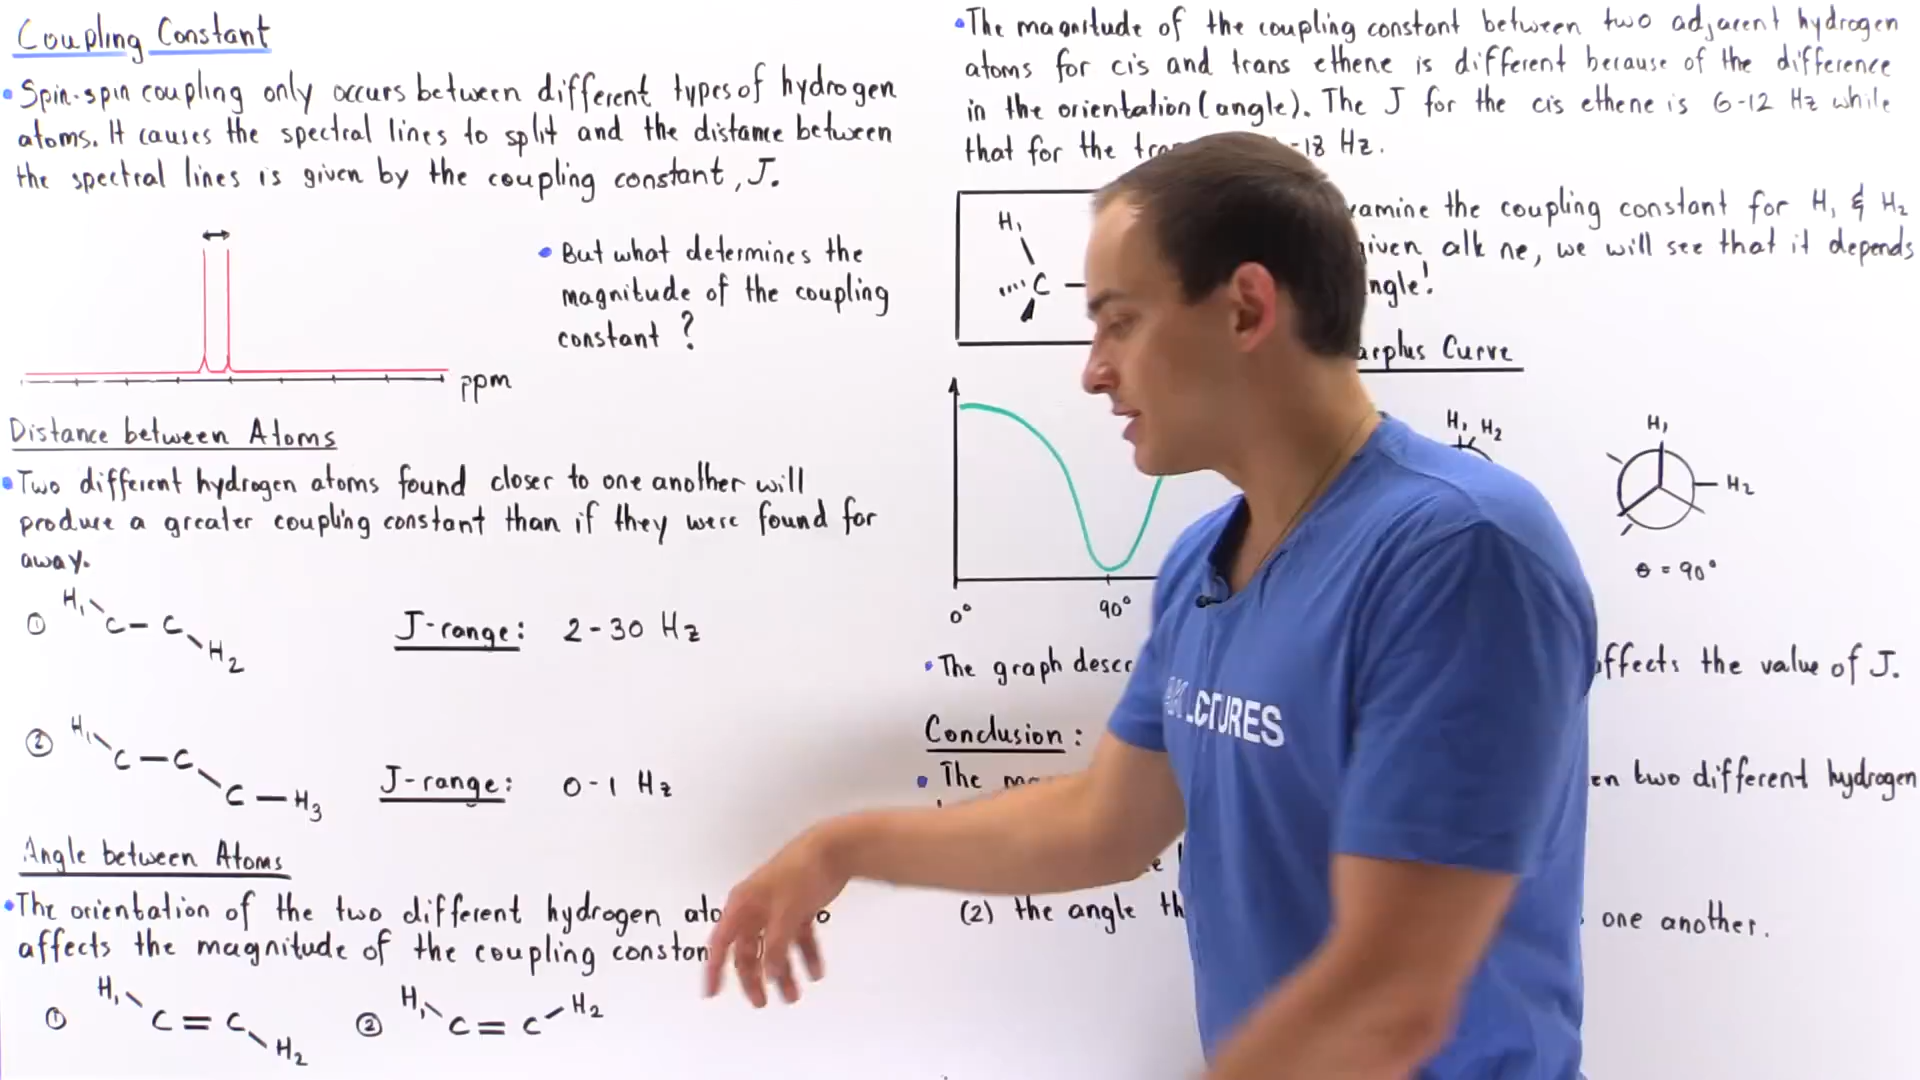 Coupling Constant
• Spin-spin coupling only occurs between different types of hydrogen
atoms. It causes the spectral lines to split and the distance between
the spectral lines is given by the coupling constant, J.
• But what determines the
magnitude of the coupling
constant ?
ppm
Distance between Atoms
• Two different hydrogen atoms found closer to one another will
produce a greater coupling constant than if they were found far
away.
① H₁ C - C H₂
J-range: 2-30 Hz
② H₁ C - C C - H₃
J-range: 0-1 Hz
Angle between Atoms
• The orientation of the two different hydrogen
affects the magnitude of the coupling
① H₁ C = C H₂ ② H₁ C = C H₂
• The magnitude of the coupling constant between two adjacent hydrogen
atoms for cis and trans ethene is different because of the difference
in the orientation (angle). The J for the cis ethene is 6-12 Hz while
that for the -18 Hz.
H₁
C
the coupling constant for H₁ & H₂
alk ne, we will see that it depends
Curve
H₁ H₂
H₁
H₂
θ = 90°
0° 90°
• The graph the value of J.
Conclusion :
• The two different hydrogen
(2) the angle one another.